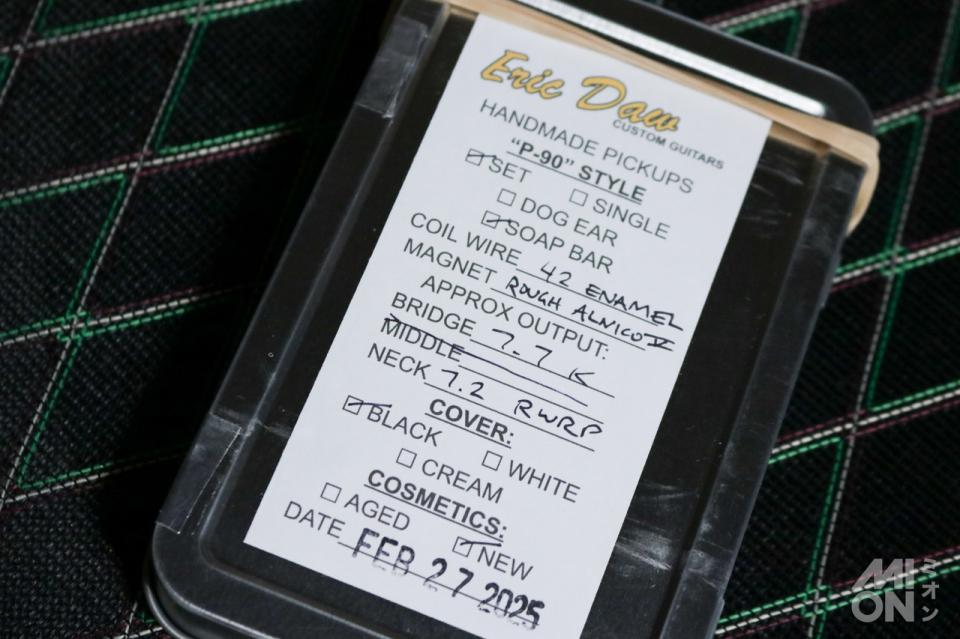 Eric Daw
CUSTOM GUITARS
HANDMADE PICKUPS
"P-90" STYLE
SET SINGLE
DOG EAR
SOAP BAR
COIL WIRE 42 ENAMEL
MAGNET ROUGH ALNICO V
APPROX OUTPUT:
BRIDGE 7.7 K
MIDDLE
NECK 7.2 RWRP
COVER:
BLACK WHITE
CREAM
COSMETICS:
AGED NEW
DATE FEB 27 2025
MION
ミオン